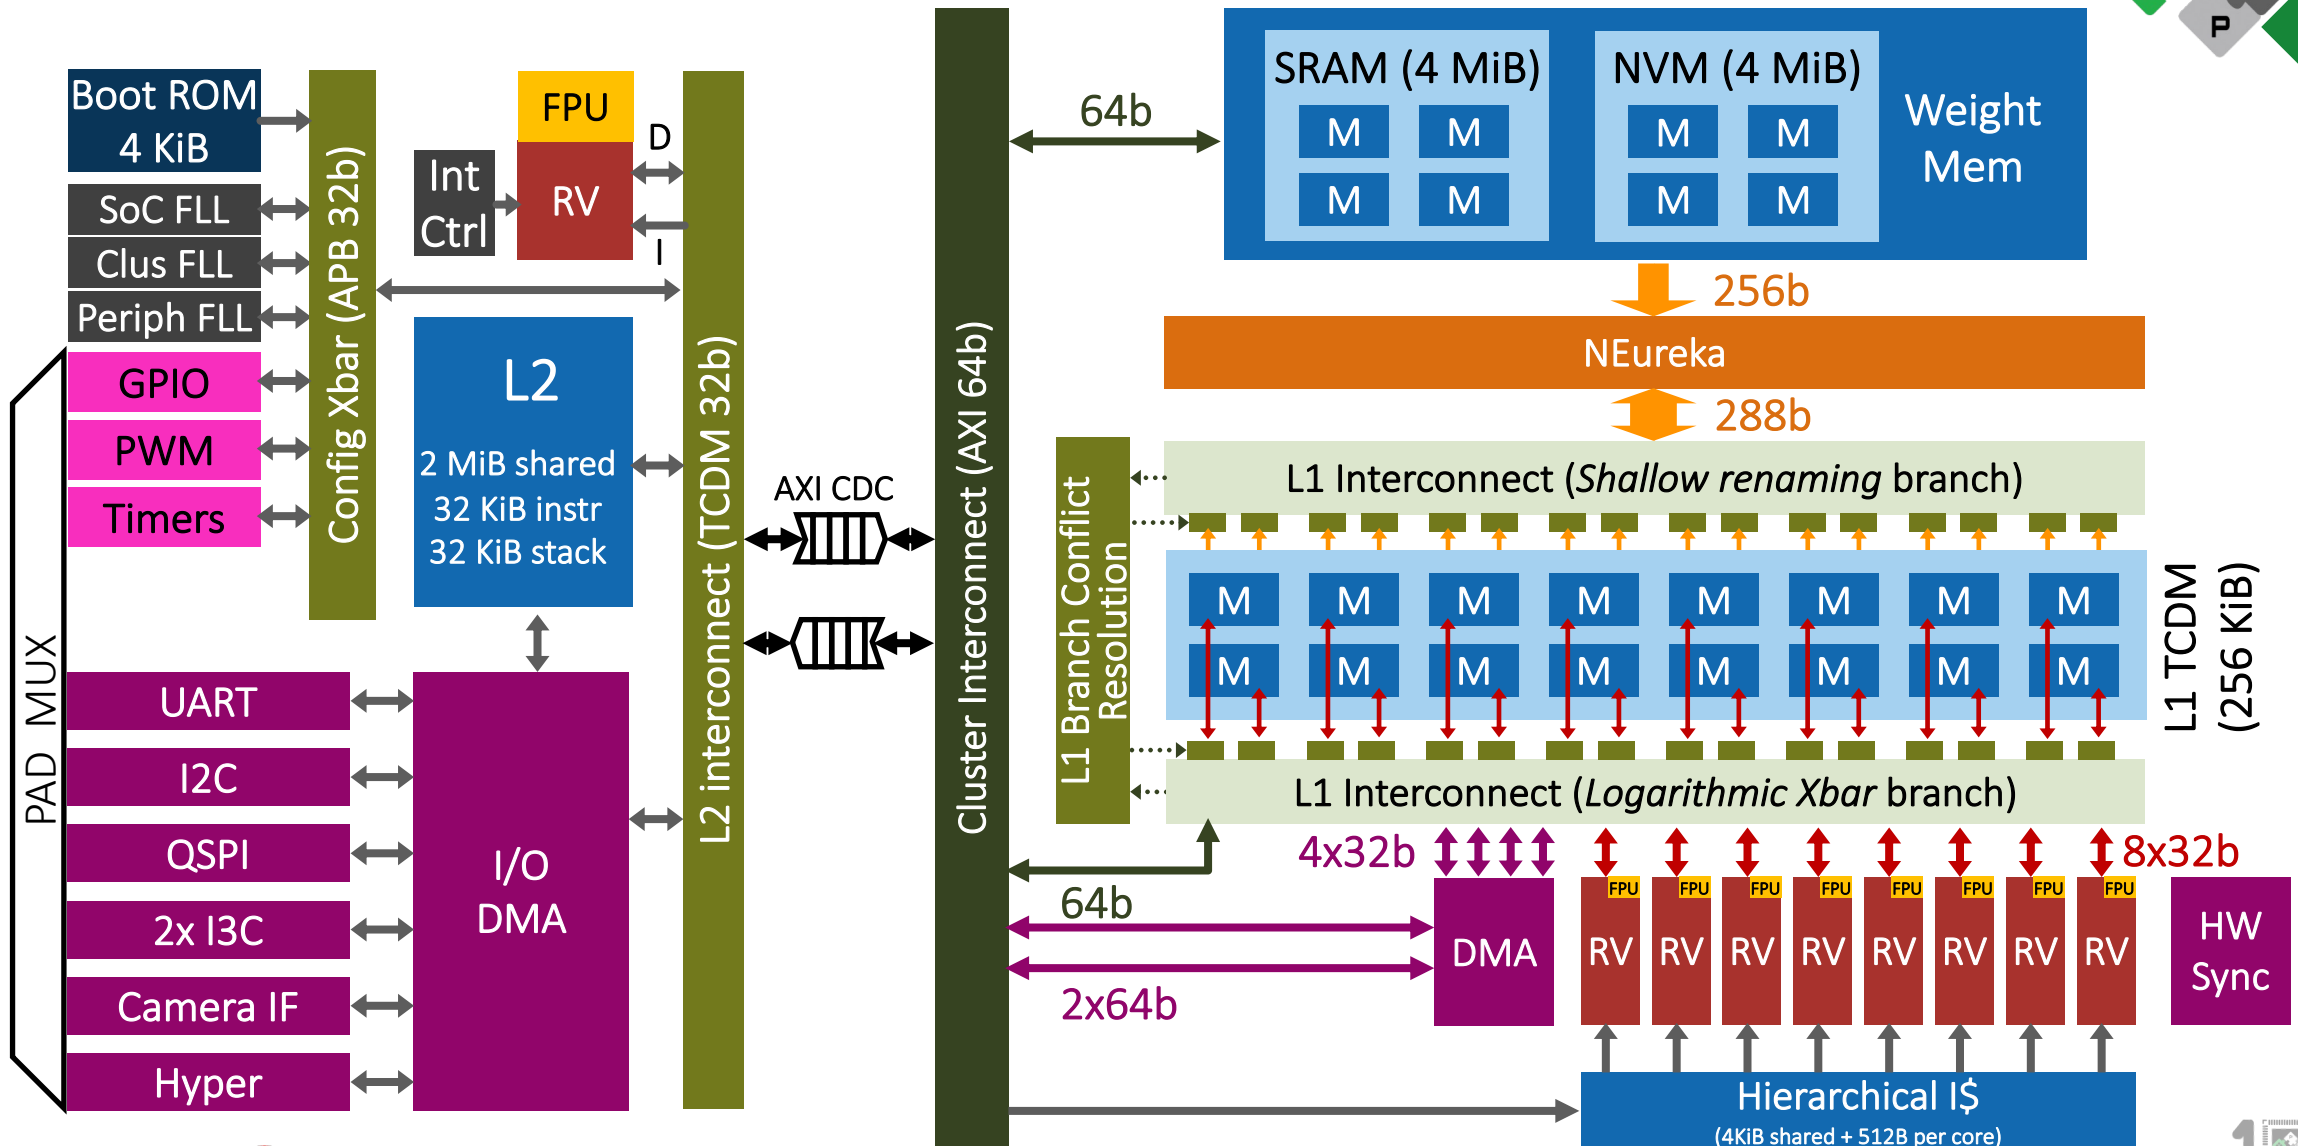 P
Boot ROM
4 KiB
SoC FLL
Clus FLL
Periph FLL
GPIO
PWM
Timers
PAD MUX
UART
I2C
QSPI
2x I3C
Camera IF
Hyper
Config Xbar (APB 32b)
FPU
RV
Int
Ctrl
D
I
L2
2 MiB shared
32 KiB instr
32 KiB stack
I/O
DMA
L2 interconnect (TCDM 32b)
AXI CDC
Cluster Interconnect (AXI 64b)
64b
SRAM (4 MiB)
M M
M M
NVM (4 MiB)
M M
M M
Weight
Mem
256b
NEureka
288b
L1 Branch Conflict
Resolution
L1 Interconnect (Shallow renaming branch)
M M M M M M M M
M M M M M M M M
L1 TCDM
(256 KiB)
L1 Interconnect (Logarithmic Xbar branch)
4x32b
8x32b
64b
2x64b
DMA
FPU FPU FPU FPU FPU FPU FPU FPU
RV RV RV RV RV RV RV RV
HW
Sync
Hierarchical I$
(4KiB shared + 512B per core)